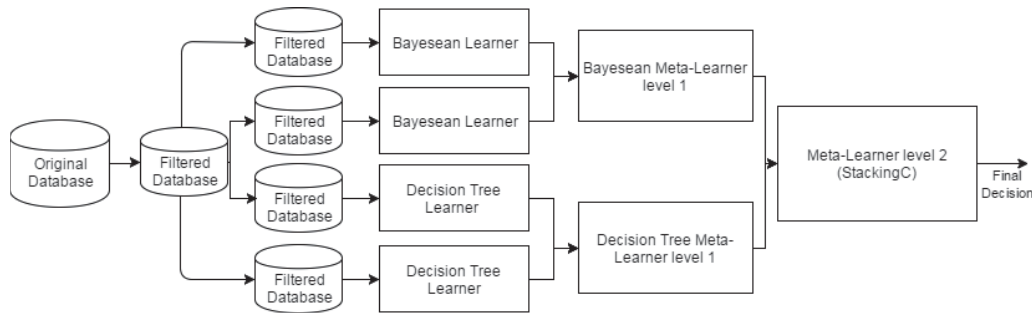 Original
Database
Filtered
Database
Filtered
Database
Bayesean Learner
Filtered
Database
Bayesean Learner
Bayesean Meta-Learner
level 1
Filtered
Database
Decision Tree
Learner
Filtered
Database
Decision Tree
Learner
Decision Tree Meta-
Learner level 1
Meta-Learner level 2
(StackingC)
Final
Decision